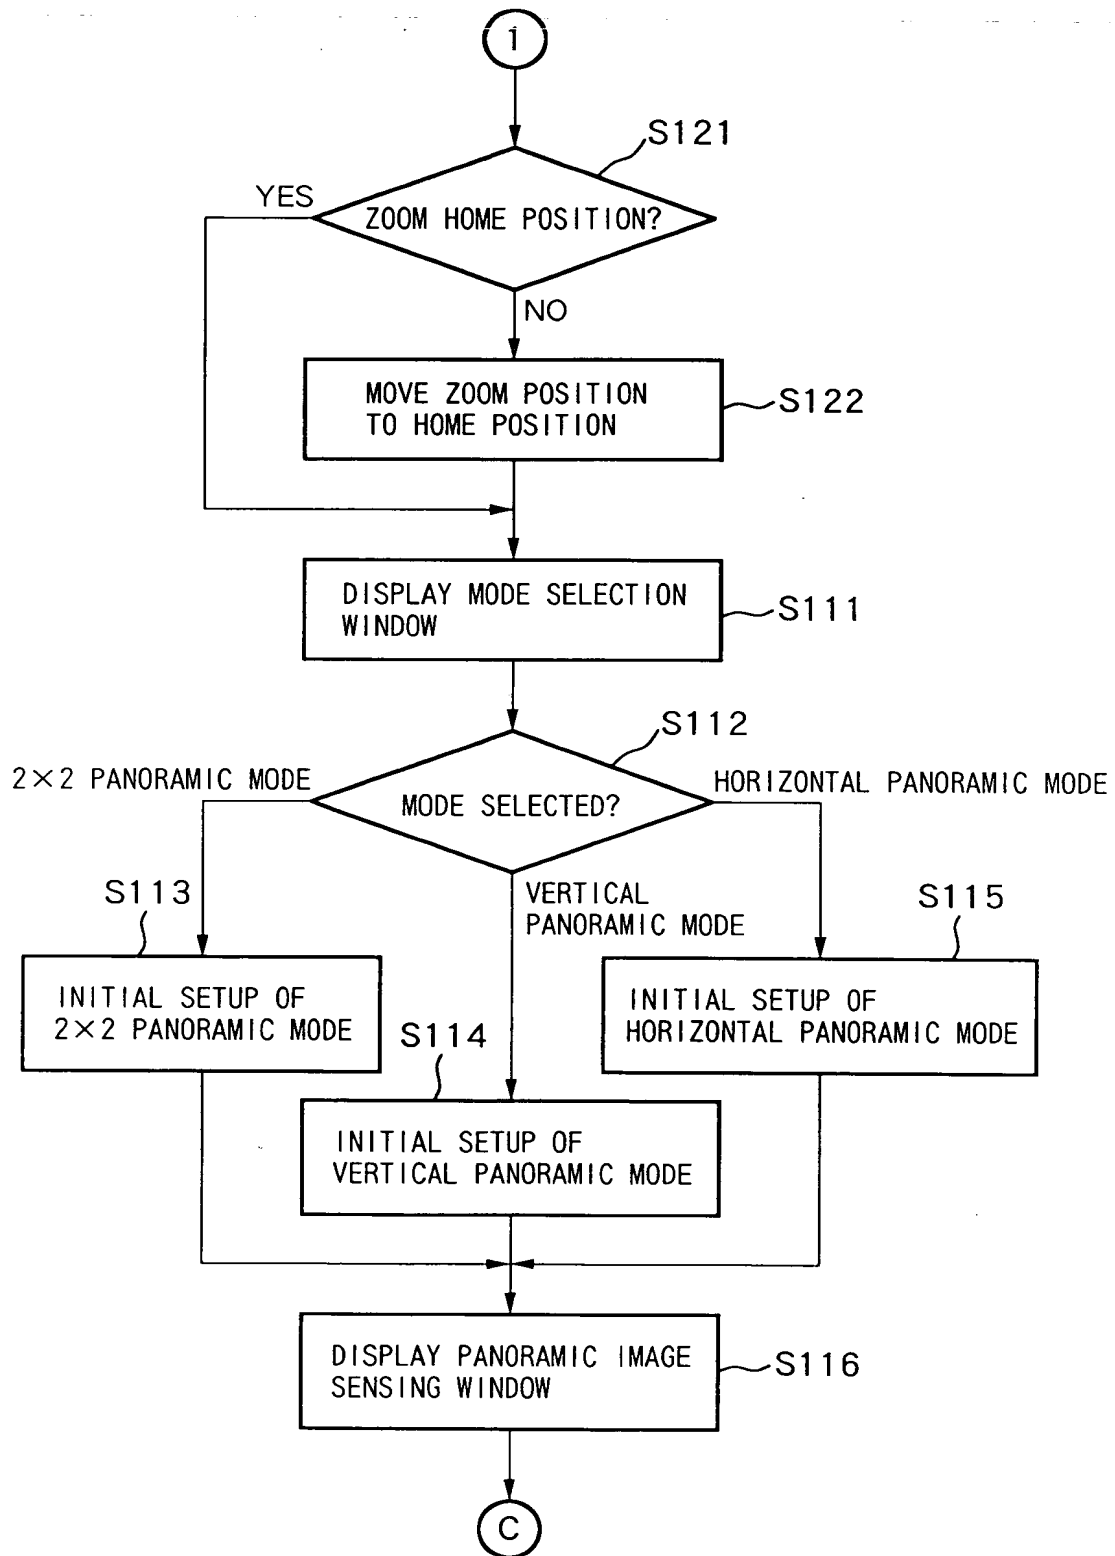 1
S121
YES
ZOOM HOME POSITION?
NO
MOVE ZOOM POSITION
TO HOME POSITION
S122
DISPLAY MODE SELECTION
WINDOW
S111
S112
2×2 PANORAMIC MODE
MODE SELECTED?
HORIZONTAL PANORAMIC MODE
VERTICAL
PANORAMIC MODE
S113
S115
INITIAL SETUP OF
2×2 PANORAMIC MODE
S114
INITIAL SETUP OF
HORIZONTAL PANORAMIC MODE
INITIAL SETUP OF
VERTICAL PANORAMIC MODE
DISPLAY PANORAMIC IMAGE
SENSING WINDOW
S116
C